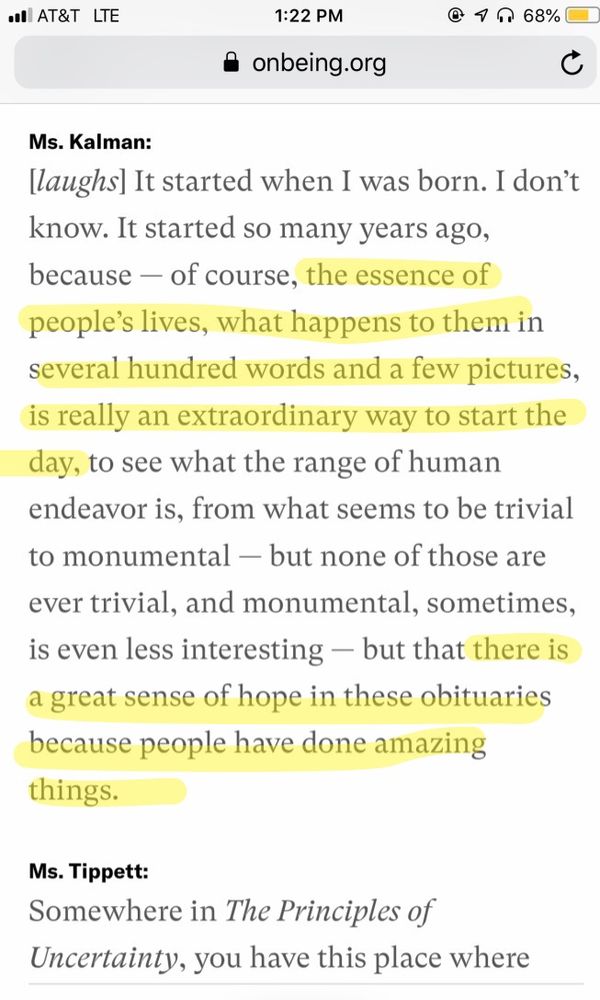 AT&T LTE 1:22 PM 68%
onbeing.org
Ms. Kalman:
[laughs] It started when I was born. I don’t
know. It started so many years ago,
because — of course, the essence of
people’s lives, what happens to them in
several hundred words and a few pictures,
is really an extraordinary way to start the
day, to see what the range of human
endeavor is, from what seems to be trivial
to monumental — but none of those are
ever trivial, and monumental, sometimes,
is even less interesting — but that there is
a great sense of hope in these obituaries
because people have done amazing
things.
Ms. Tippett:
Somewhere in The Principles of
Uncertainty, you have this place where